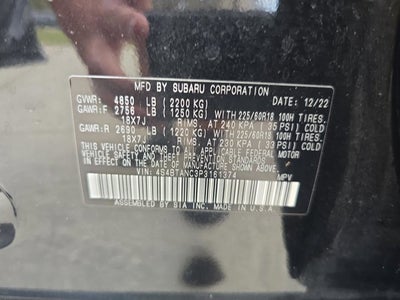 MFD BY SUBARU CORPORATION DATE: 12/22
GVWR: 4850 LB (2200 KG)
GAWR:F 2756 LB (1250 KG) WITH 225/60R18 100H TIRES,
18X7J RIMS, AT 240 KPA (35 PSI) COLD
GAWR:R 2690 LB (1220 KG) WITH 225/60R18 100H TIRES,
18X7J RIMS, AT 230 KPA (33 PSI) COLD
THIS VEHICLE CONFORMS TO ALL APPLICABLE U.S. FEDERAL MOTOR
VEHICLE SAFETY, BUMPER, AND THEFT PREVENTION STANDARDS
IN EFFECT ON THE DATE OF MANUFACTURE SHOWN ABOVE.
VIN: 4S4BTANC3P3161374 MPV
ASSEMBLED BY SIA INC. MADE IN U.S.A.